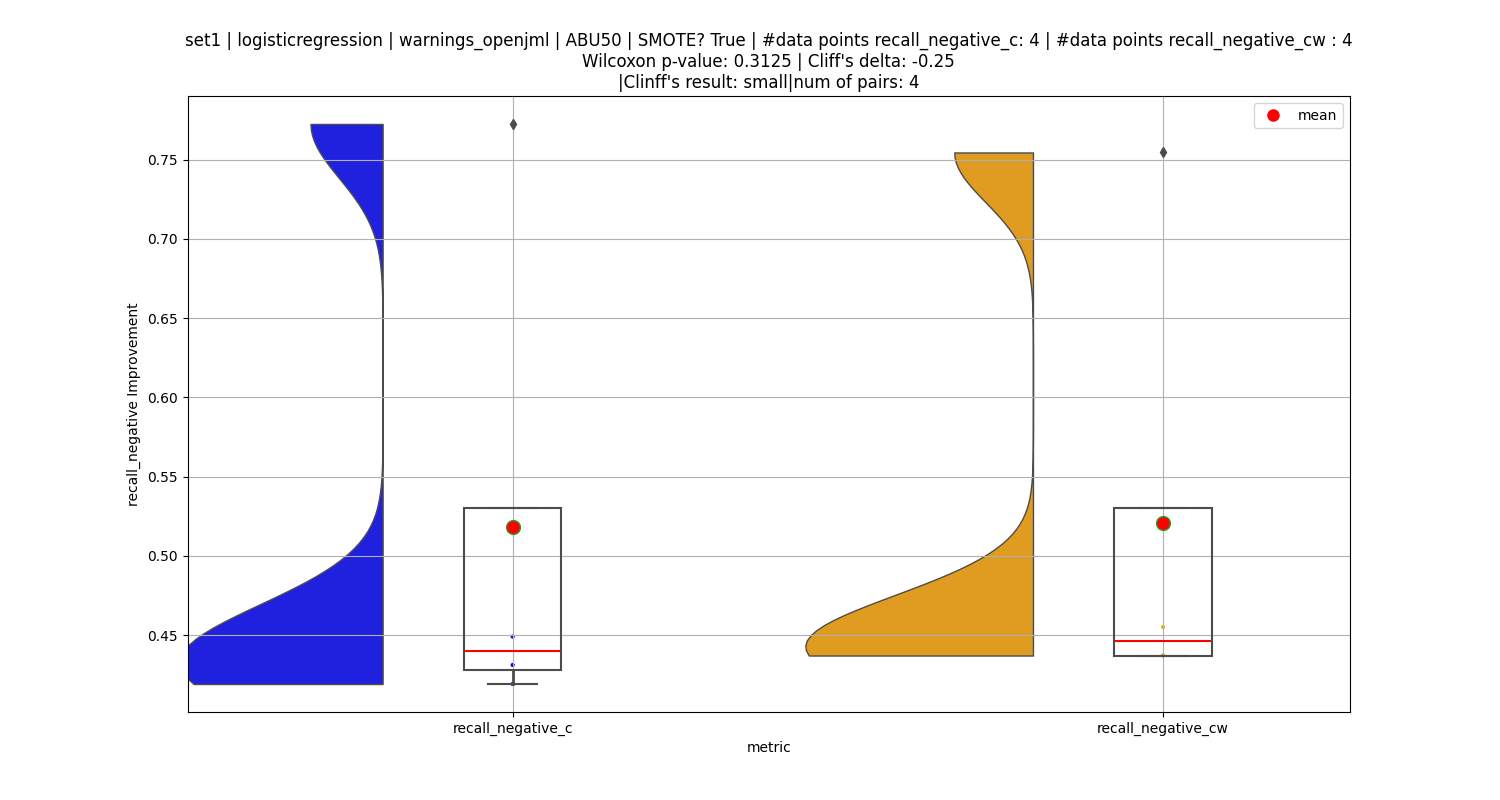 set1 | logisticregression | warnings_openjml | ABU50 | SMOTE? True | #data points recall_negative_c: 4 | #data points recall_negative_cw : 4
Wilcoxon p-value: 0.3125 | Cliff's delta: -0.25
|Clinff's result: small|num of pairs: 4
mean
0.75
0.70
0.65
0.60
0.55
0.50
0.45
recall_negative Improvement
recall_negative_c
recall_negative_cw
metric